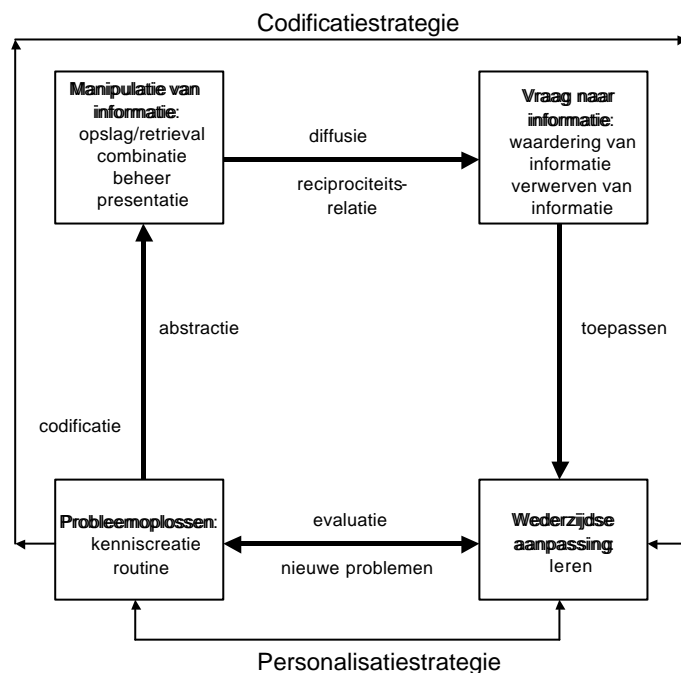 Codificatiestrategie
Manipulatie van
informatie:
opslag/retrieval
combinatie
beheer
presentatie
diffusie
reciprociteits-
relatie
Vraag naar
informatie:
waardering van
informatie
verwerven van
informatie
abstractie
toepassen
codificatie
Probleemoplossen:
kenniscreatie
routine
evaluatie
nieuwe problemen
Wederzijdse
aanpassing:
leren
Personalisatiestrategie